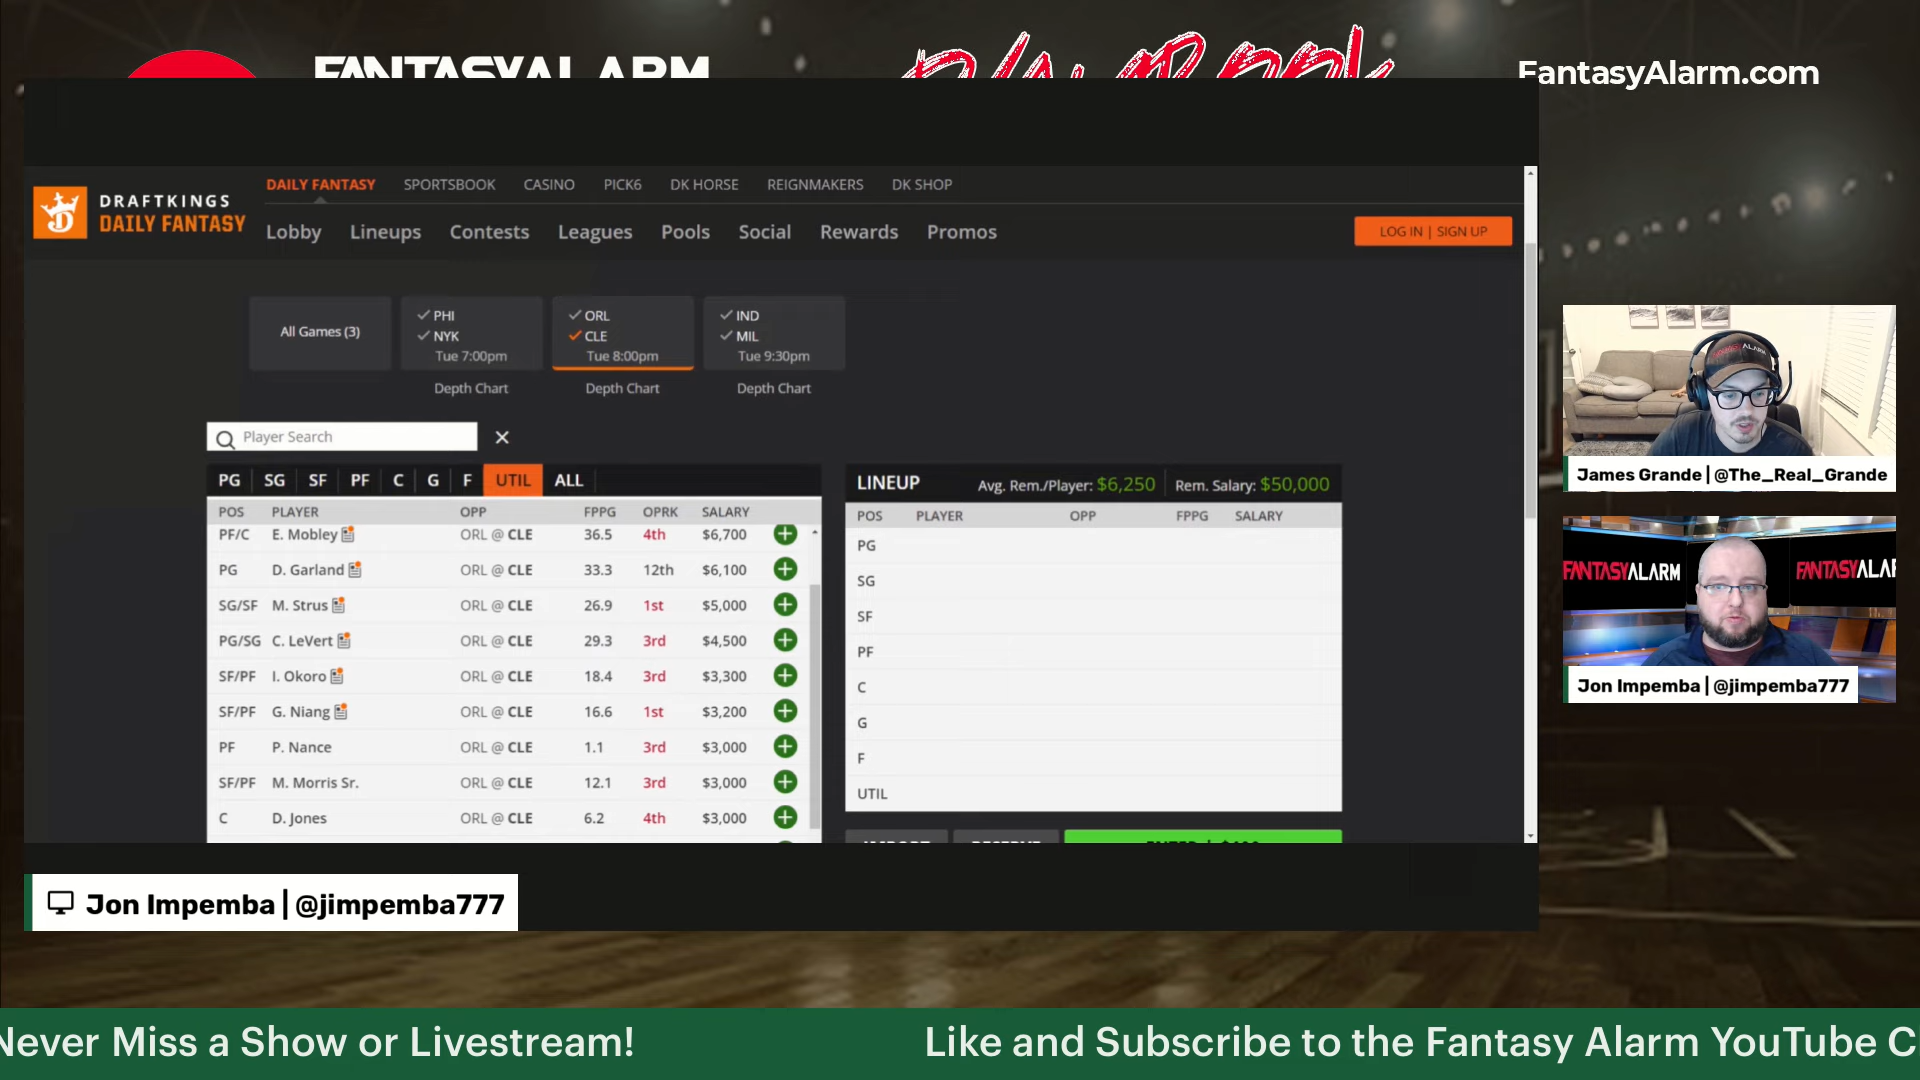 FANTASYALARM
PLAYBOOK
FantasyAlarm.com
DRAFTKINGS
DAILY FANTASY
DAILY FANTASY SPORTSBOOK CASINO PICK6 DK HORSE REIGNMAKERS DK SHOP
Lobby Lineups Contests Leagues Pools Social Rewards Promos
LOG IN | SIGN UP
All Games (3)
PHI
NYK
Tue 7:00pm
Depth Chart
ORL
CLE
Tue 8:00pm
Depth Chart
IND
MIL
Tue 9:30pm
Depth Chart
Player Search
PG SG SF PF C G F UTIL ALL
POS PLAYER OPP FPPG OPRK SALARY
PF/C E. Mobley ORL @ CLE 36.5 4th $6,700
PG D. Garland ORL @ CLE 33.3 12th $6,100
SG/SF M. Strus ORL @ CLE 26.9 1st $5,000
PG/SG C. LeVert ORL @ CLE 29.3 3rd $4,500
SF/PF I. Okoro ORL @ CLE 18.4 3rd $3,300
SF/PF G. Niang ORL @ CLE 16.6 1st $3,200
PF P. Nance ORL @ CLE 1.1 3rd $3,000
SF/PF M. Morris Sr. ORL @ CLE 12.1 3rd $3,000
C D. Jones ORL @ CLE 6.2 4th $3,000
LINEUP Avg. Rem./Player: $6,250 Rem. Salary: $50,000
POS PLAYER OPP FPPG SALARY
PG
SG
SF
PF
C
G
F
UTIL
ALARM
James Grande | @The_Real_Grande
FANTASYALARM FANTASYALAR
Jon Impemba | @jimpemba777
Jon Impemba | @jimpemba777
Never Miss a Show or Livestream! Like and Subscribe to the Fantasy Alarm YouTube C